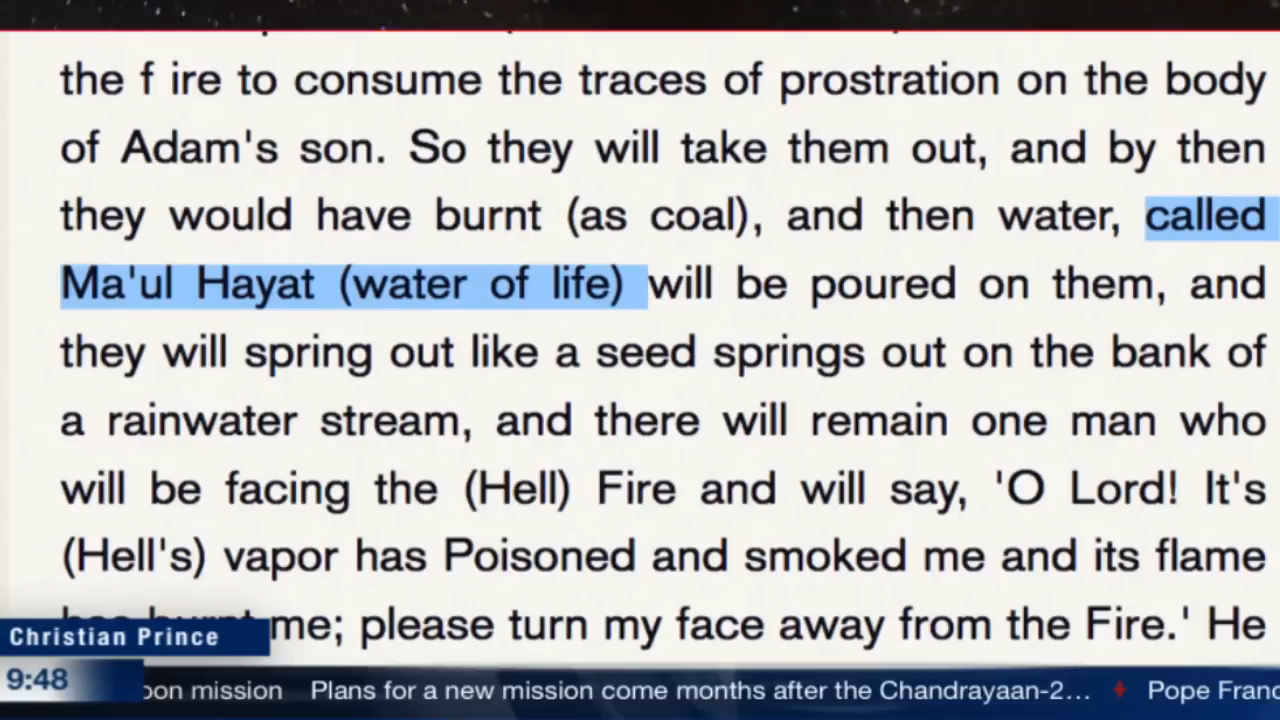 the f ire to consume the traces of prostration on the body
of Adam's son. So they will take them out, and by then
they would have burnt (as coal), and then water, called
Ma'ul Hayat (water of life) will be poured on them, and
they will spring out like a seed springs out on the bank of
a rainwater stream, and there will remain one man who
will be facing the (Hell) Fire and will say, 'O Lord! It's
(Hell's) vapor has Poisoned and smoked me and its flame
has burnt me; please turn my face away from the Fire.' He
Christian Prince
9:48
mission Plans for a new mission come months after the Chandrayaan-2... Pope